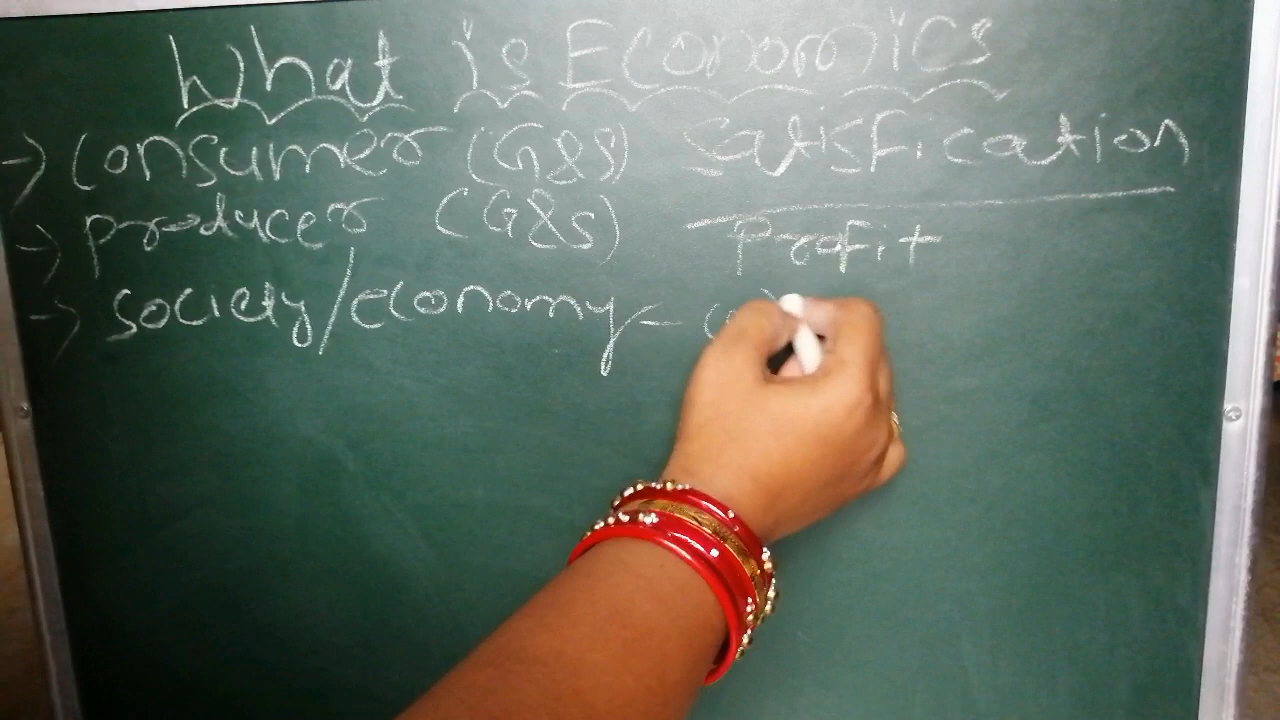 What is Economics
→ Consumer (G&S) Satisfication
→ producer (G&S) Profit
→ society/economy -